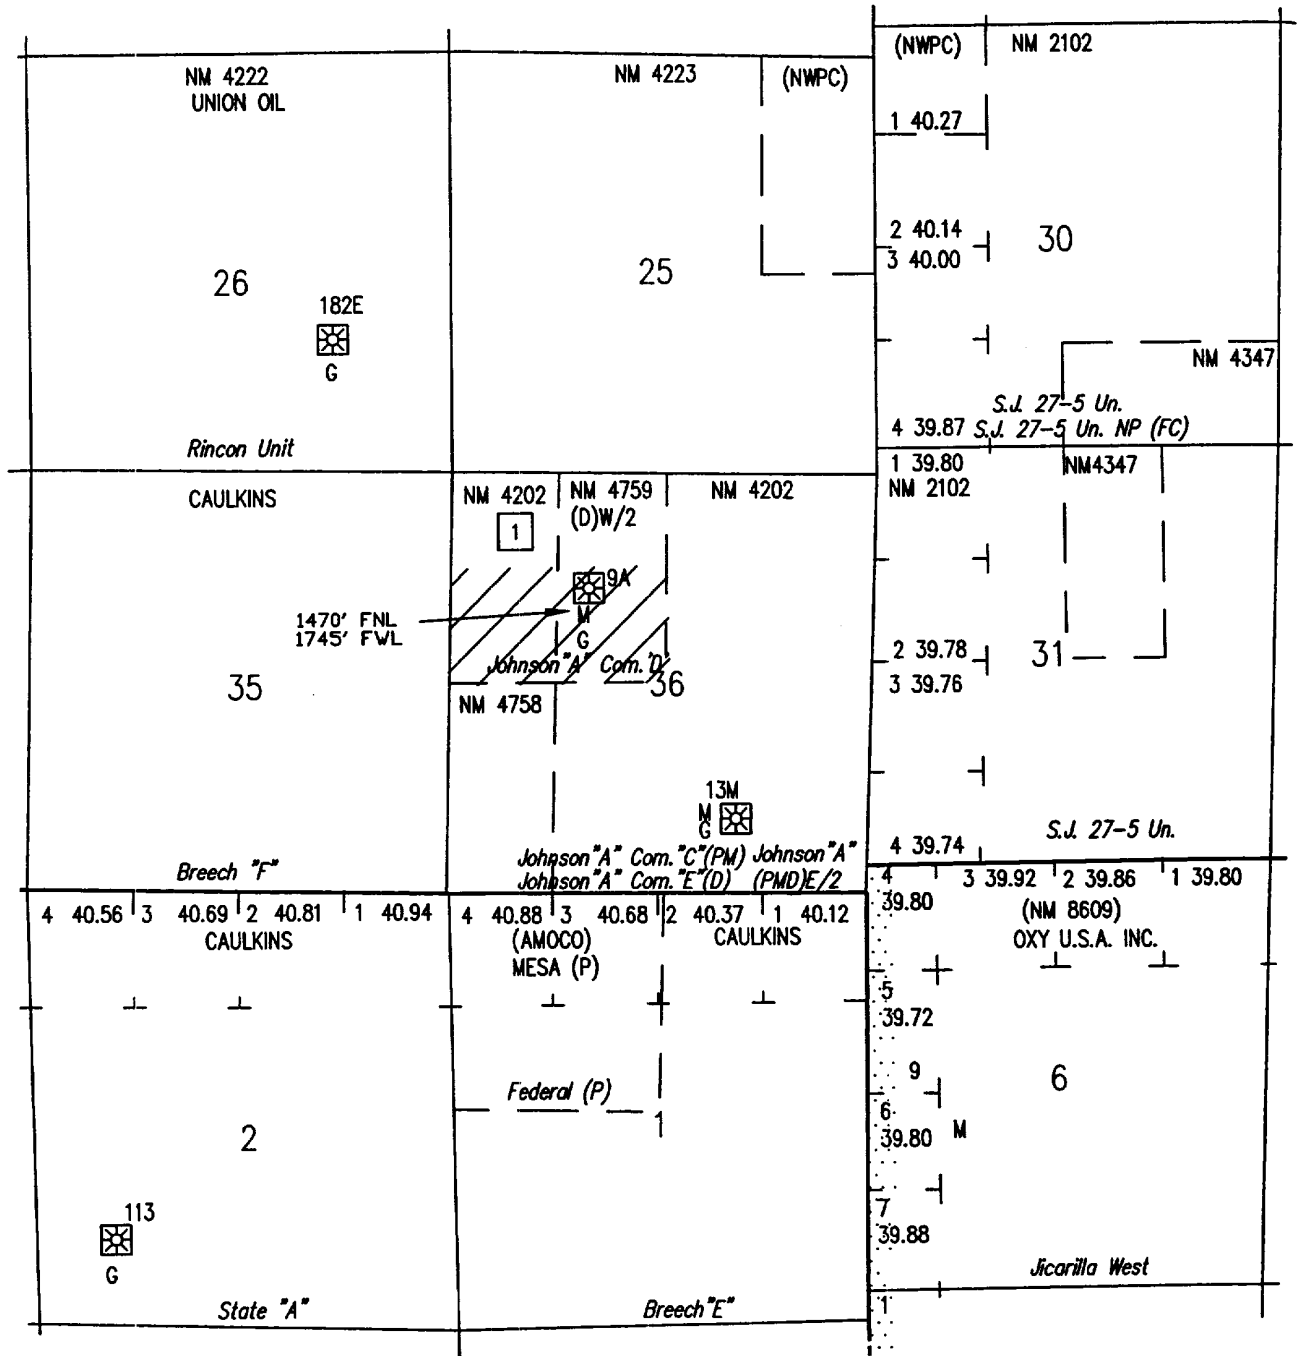 NM 4222
UNION OIL
26
182E
G
Rincon Unit
NM 4223
(NWPC)
25
(NWPC)
NM 2102
1 40.27
2 40.14
3 40.00
30
NM 4347
S.J. 27-5 Un.
4 39.87 S.J. 27-5 Un. NP (FC)
CAULKINS
1470' FNL
1745' FWL
35
Breech "F"
NM 4202
1
NM 4759
(D)W/2
NM 4202
9A
M
G
Johnson "A" Com. "D"
36
NM 4758
13M
M
G
Johnson "A" Com. "C" (PM) Johnson "A"
Johnson "A" Com. "E" (D) (PMD)E/2
1 39.80
NM 2102
NM4347
2 39.78
31
3 39.76
S.J. 27-5 Un.
4 39.74
4 40.56 3 40.69 2 40.81 1 40.94
CAULKINS
2
113
G
State "A"
4 40.88 3 40.68 2 40.37 1 40.12
(AMOCO)
MESA (P)
CAULKINS
Federal (P)
1
Breech "E"
4 3 39.92 2 39.86 1 39.80
39.80
(NM 8609)
OXY U.S.A. INC.
5
39.72
9
6
6
39.80 M
7
39.88
Jicarilla West
1